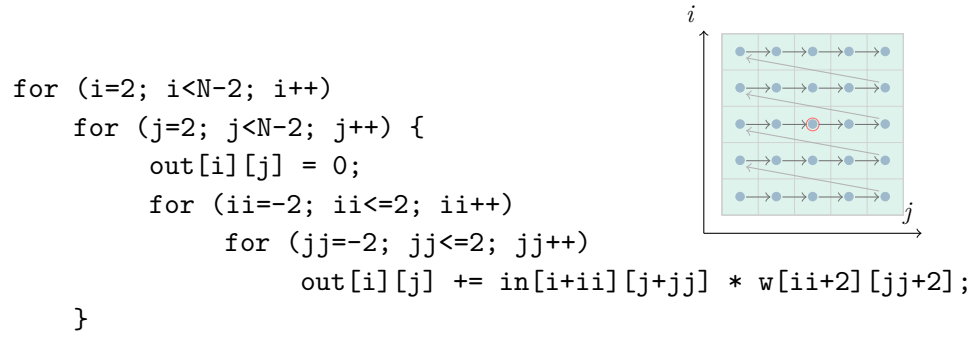 i
for (i=2; i<N-2; i++)
    for (j=2; j<N-2; j++) {
        out[i][j] = 0;
        for (ii=-2; ii<=2; ii++)
            for (jj=-2; jj<=2; jj++)
                out[i][j] += in[i+ii][j+jj] * w[ii+2][jj+2];
    }
j